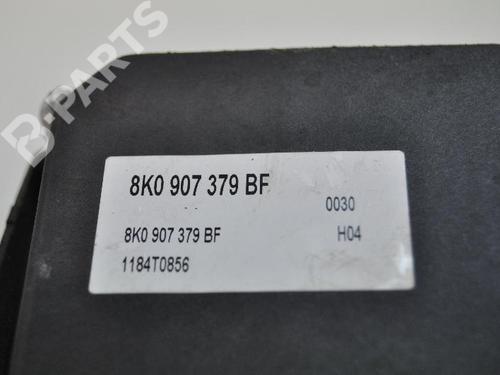 B-PARTS
8K0 907 379 BF
0030
8K0 907 379 BF H04
1184T0856